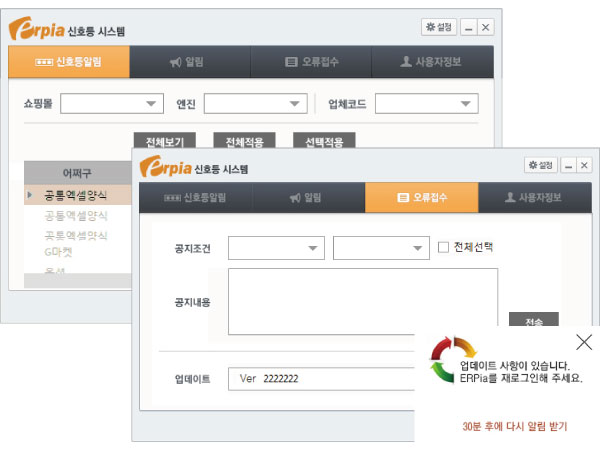 Erpia 신호등 시스템
설정
신호등알림
알림
오류접수
사용자정보
쇼핑몰
엔진
업체코드
전체보기
전체적용
선택적용
어쩌구
공통엑셀양식
공통엑셀양식
공통엑셀양식
G마켓
옥션
Erpia 신호등 시스템
설정
신호등알림
알림
오류접수
사용자정보
공지조건
전체선택
공지내용
전송
업데이트
Ver 2222222
업데이트 사항이 있습니다.
ERPia를 재로그인해 주세요.
30분 후에 다시 알림 받기